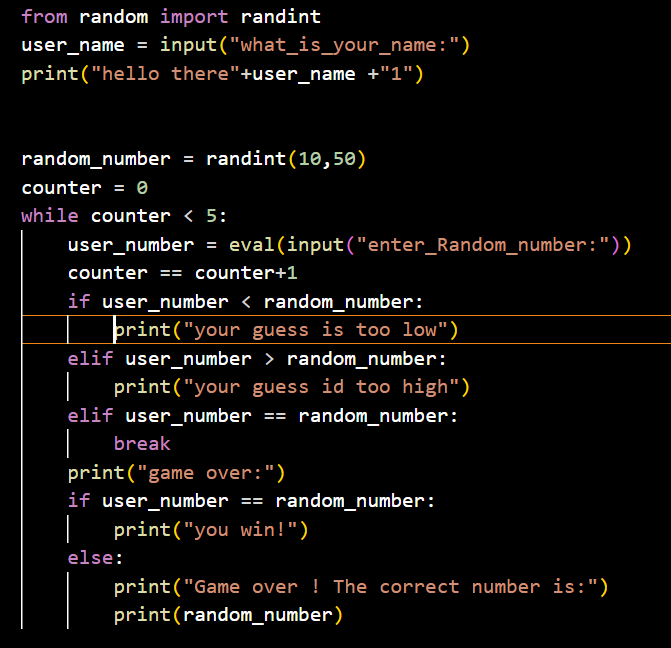 from random import randint
user_name = input("what_is_your_name:")
print("hello there"+user_name +"1")
random_number = randint(10,50)
counter = 0
while counter < 5:
    user_number = eval(input("enter_Random_number:"))
    counter == counter+1
    if user_number < random_number:
        print("your guess is too low")
    elif user_number > random_number:
        print("your guess id too high")
    elif user_number == random_number:
        break
    print("game over:")
    if user_number == random_number:
        print("you win!")
    else:
        print("Game over ! The correct number is:")
        print(random_number)